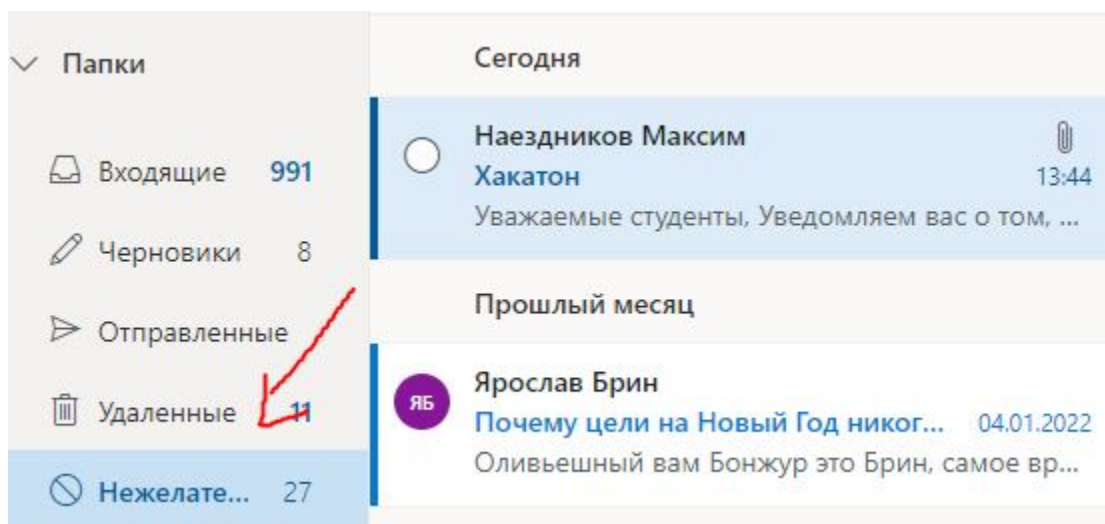 Папки
Входящие 991
Черновики 8
Отправленные
Удаленные 11
Нежелате... 27
Сегодня
Наездников Максим
Хакатон 13:44
Уважаемые студенты, Уведомляем вас о том, ...
Прошлый месяц
ЯБ
Ярослав Брин
Почему цели на Новый Год никог... 04.01.2022
Оливьешный вам Бонжур это Брин, самое вр...